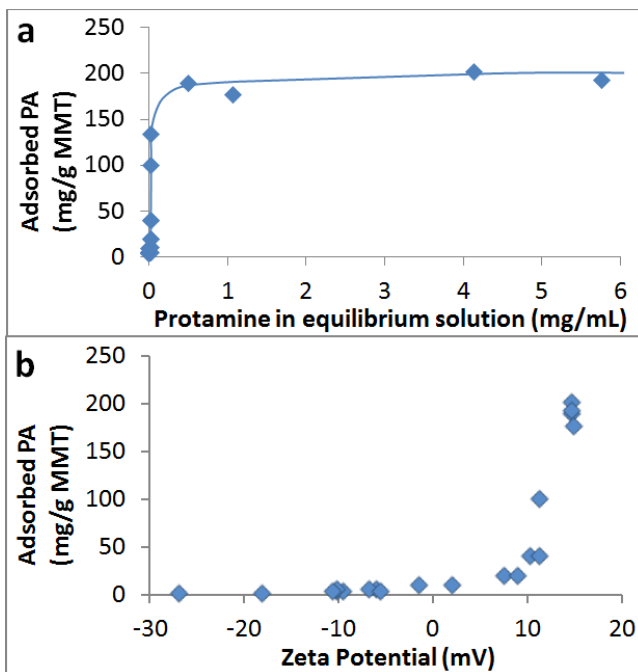 a
250
200
150
100
50
0
Adsorbed PA
(mg/g MMT)
0 1 2 3 4 5 6
Protamine in equilibrium solution (mg/mL)
b
250
200
150
100
50
0
Adsorbed PA
(mg/g MMT)
-30 -20 -10 0 10 20
Zeta Potential (mV)